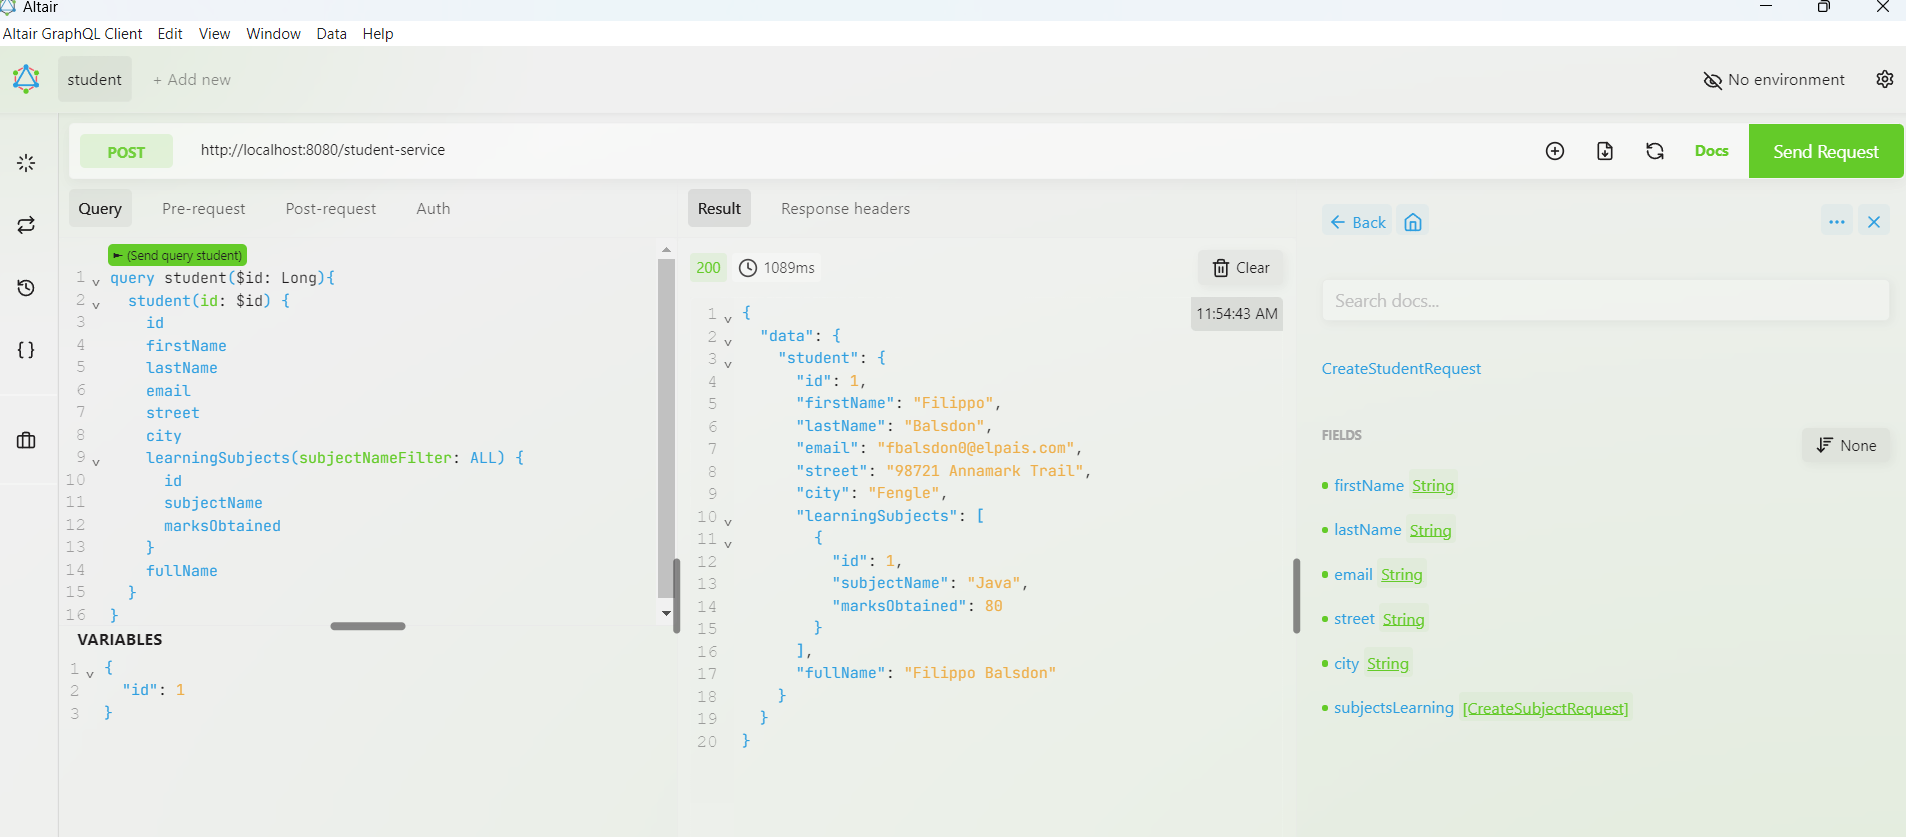 Altair
Altair GraphQL Client Edit View Window Data Help
student + Add new No environment
POST http://localhost:8080/student-service Docs Send Request
Query Pre-request Post-request Auth
(Send query student)
1 query student($id: Long){
2 student(id: $id) {
3 id
4 firstName
5 lastName
6 email
7 street
8 city
9 learningSubjects(subjectNameFilter: ALL) {
10 id
11 subjectName
12 marksObtained
13 }
14 fullName
15 }
16 }
VARIABLES
1 {
2 "id": 1
3 }
Result Response headers
200 1089ms Clear
11:54:43 AM
1 {
2 "data": {
3 "student": {
4 "id": 1,
5 "firstName": "Filippo",
6 "lastName": "Balsdon",
7 "email": "fbalsdon0@elpais.com",
8 "street": "98721 Annamark Trail",
9 "city": "Fengle",
10 "learningSubjects": [
11 {
12 "id": 1,
13 "subjectName": "Java",
14 "marksObtained": 80
15 }
16 ],
17 "fullName": "Filippo Balsdon"
18 }
19 }
20 }
Back
Search docs...
CreateStudentRequest
FIELDS
None
firstName String
lastName String
email String
street String
city String
subjectsLearning [CreateSubjectRequest]